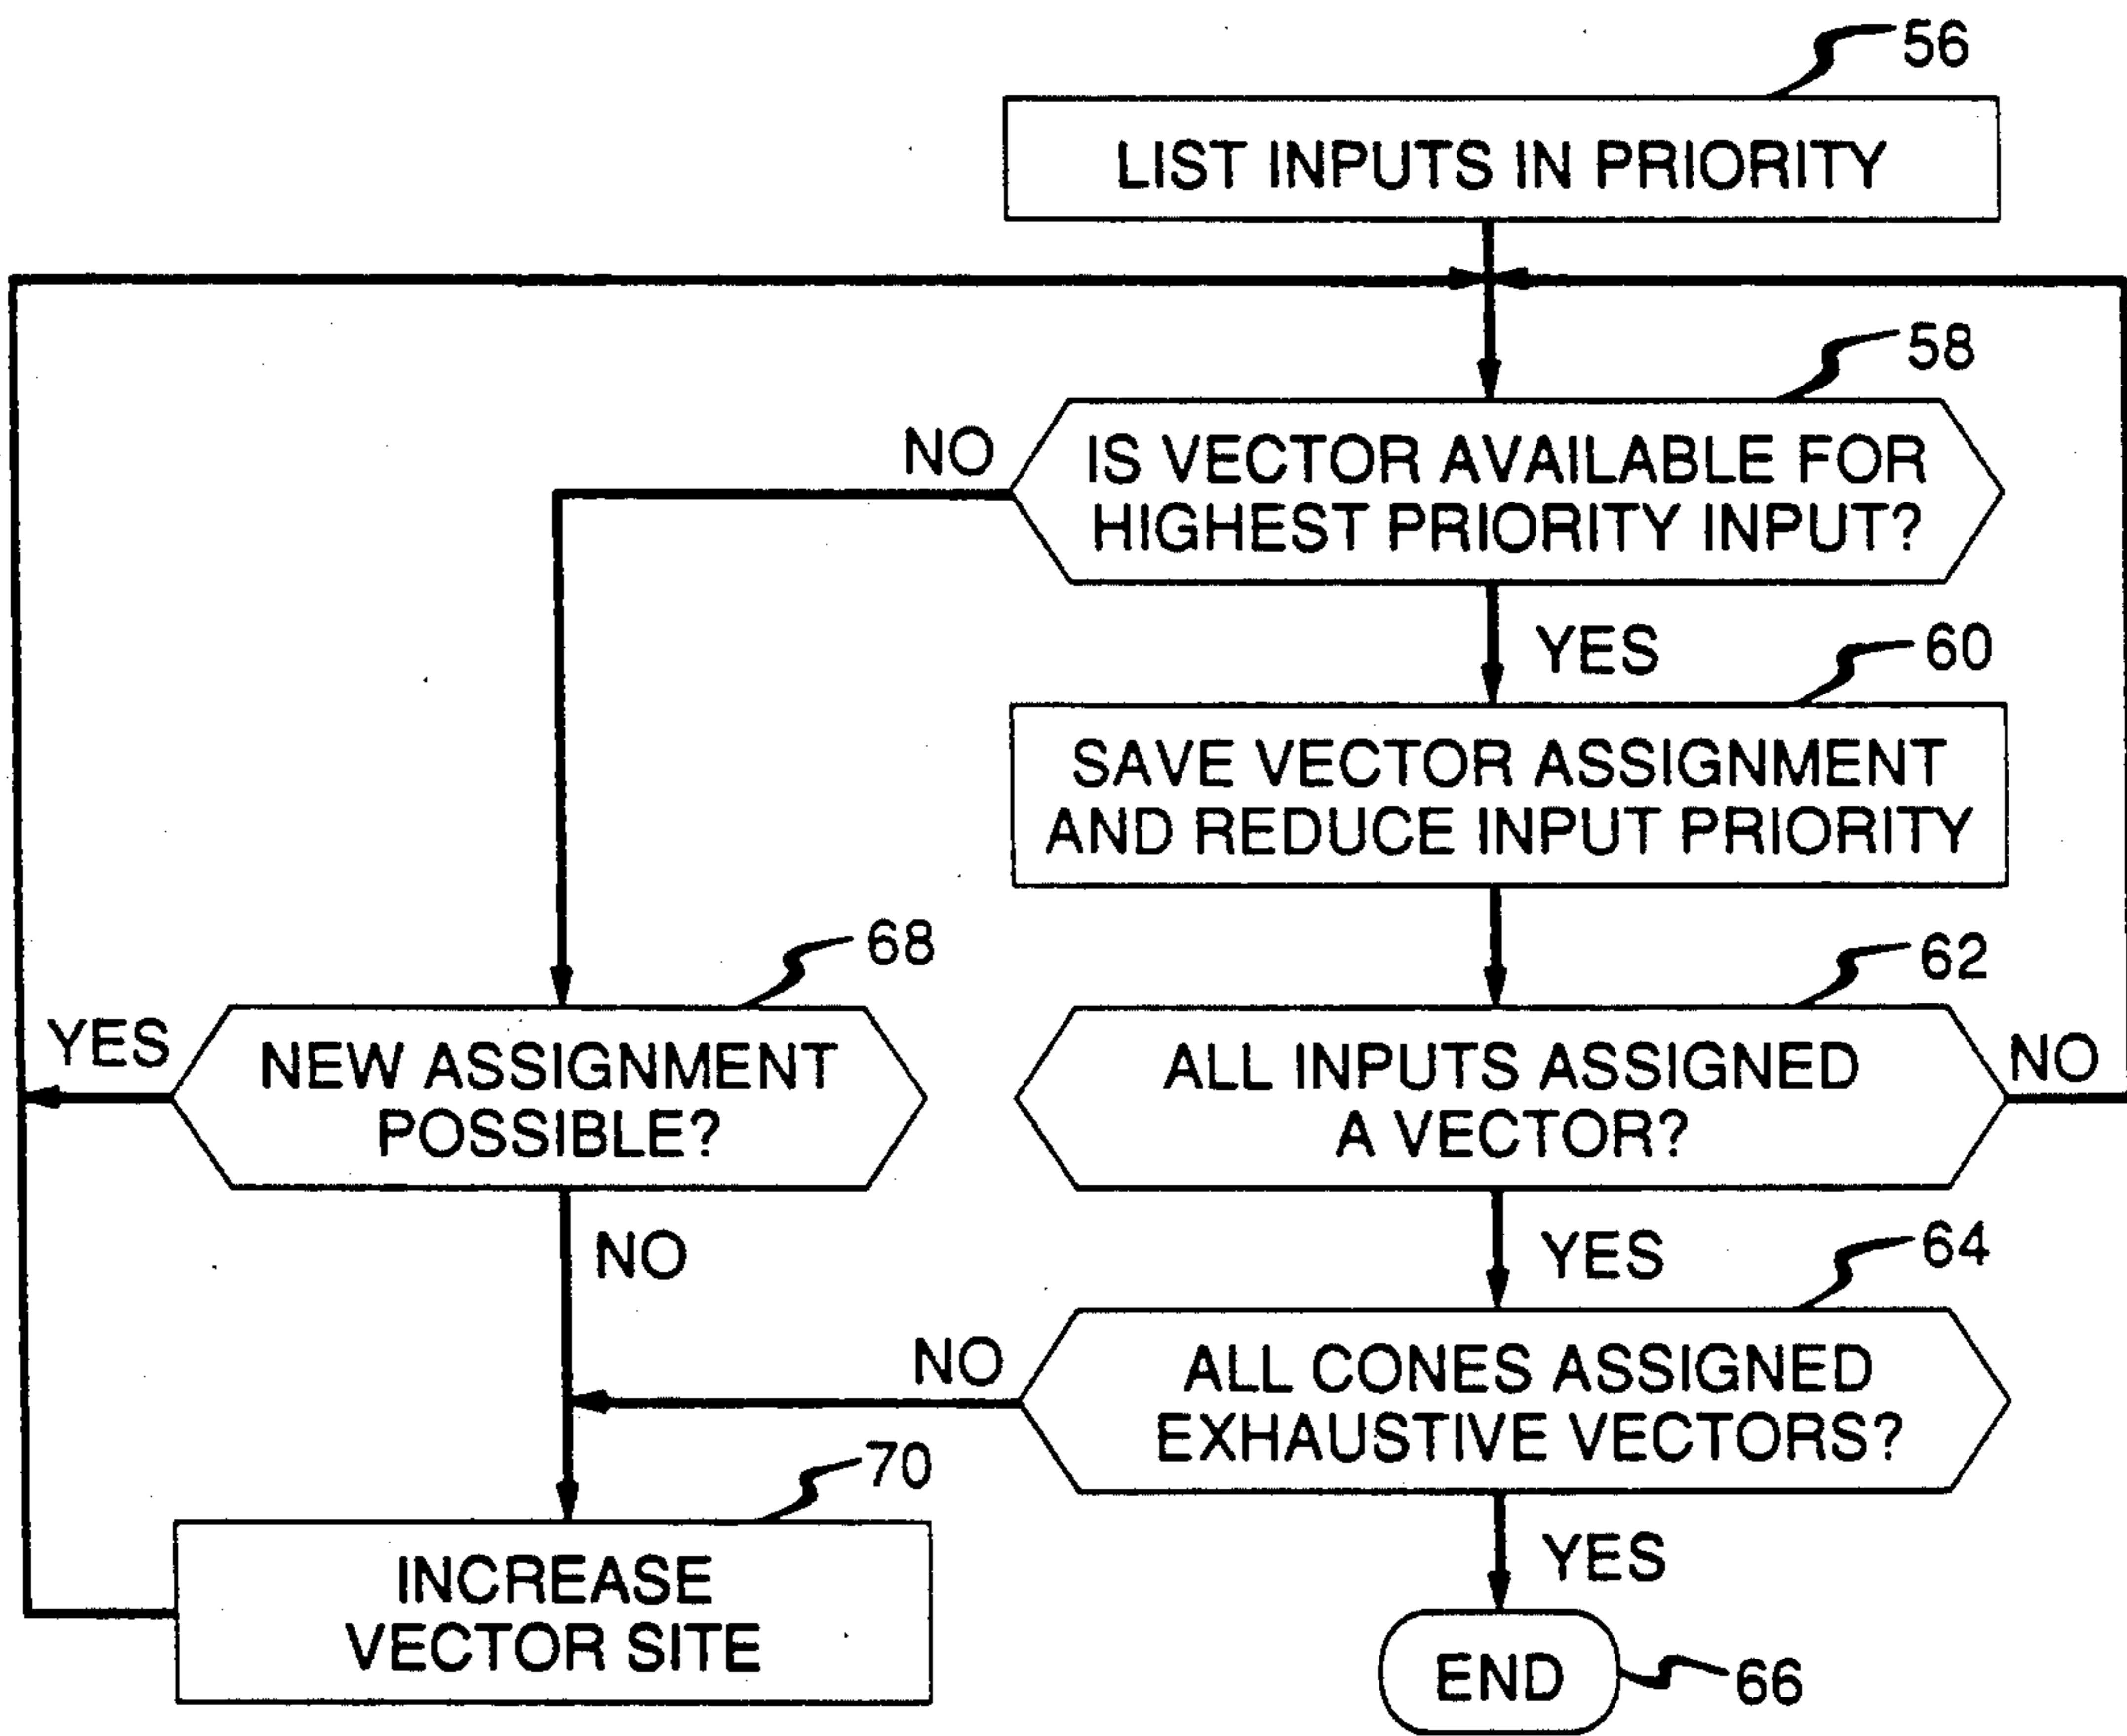 56
LIST INPUTS IN PRIORITY
58
NO
IS VECTOR AVAILABLE FOR
HIGHEST PRIORITY INPUT?
YES
60
SAVE VECTOR ASSIGNMENT
AND REDUCE INPUT PRIORITY
68
62
YES
NEW ASSIGNMENT
POSSIBLE?
ALL INPUTS ASSIGNED
A VECTOR?
NO
NO
YES
64
NO
ALL CONES ASSIGNED
EXHAUSTIVE VECTORS?
70
INCREASE
VECTOR SITE
YES
END
66